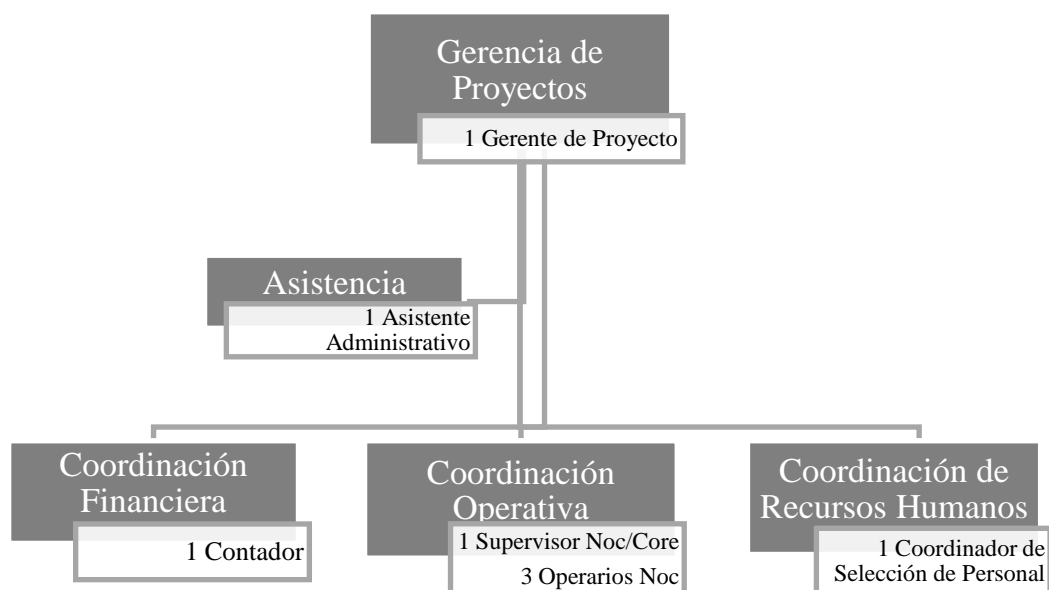 Gerencia de
Proyectos
1 Gerente de Proyecto
Asistencia
1 Asistente
Administrativo
Coordinación
Financiera
1 Contador
Coordinación
Operativa
1 Supervisor Noc/Core
3 Operarios Noc
Coordinación de
Recursos Humanos
1 Coordinador de
Selección de Personal